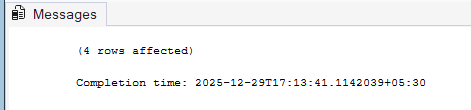 Messages
(4 rows affected)
Completion time: 2025-12-29T17:13:41.1142039+05:30